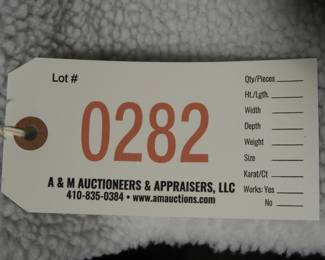 Lot #
0282
A & M AUCTIONEERS & APPRAISERS, LLC
410-835-0384 • www.amauctions.com
Qty/Pieces
Ht./Lgth.
Width
Depth
Weight
Size
Karat/Ct
Works: Yes
No